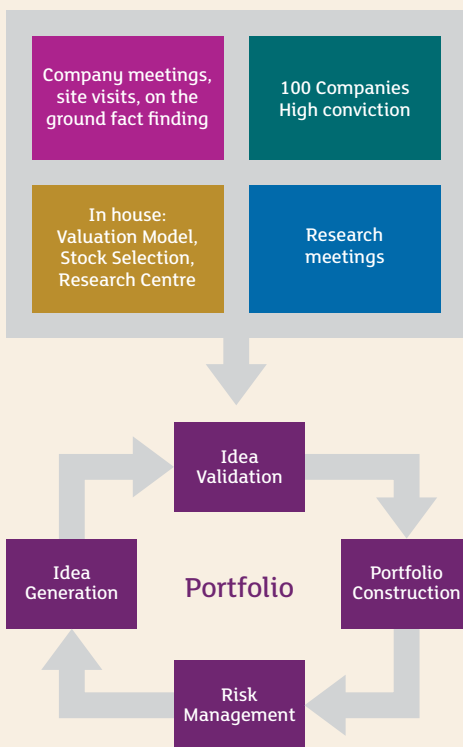 Company meetings,
site visits, on the
ground fact finding
100 Companies
High conviction
In house:
Valuation Model,
Stock Selection,
Research Centre
Research
meetings
Idea
Validation
Idea
Generation
Portfolio
Portfolio
Construction
Risk
Management